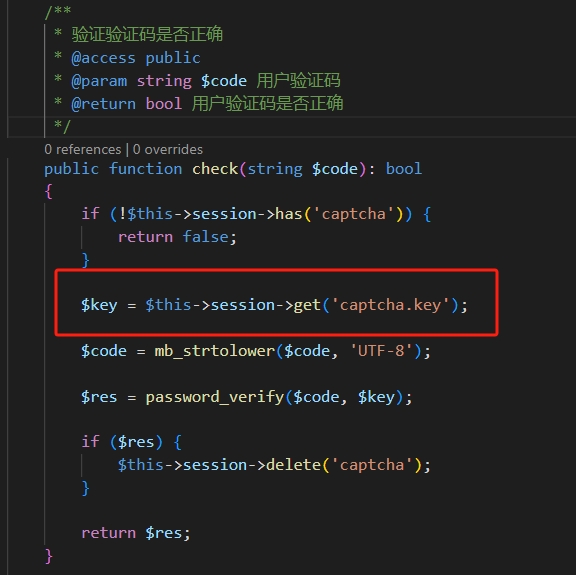 /**
* 验证验证码是否正确
* @access public
* @param string $code 用户验证码
* @return bool 用户验证码是否正确
*/
0 references | 0 overrides
public function check(string $code): bool
{
if (!$this->session->has('captcha')) {
return false;
}
$key = $this->session->get('captcha.key');
$code = mb_strtolower($code, 'UTF-8');
$res = password_verify($code, $key);
if ($res) {
$this->session->delete('captcha');
}
return $res;
}